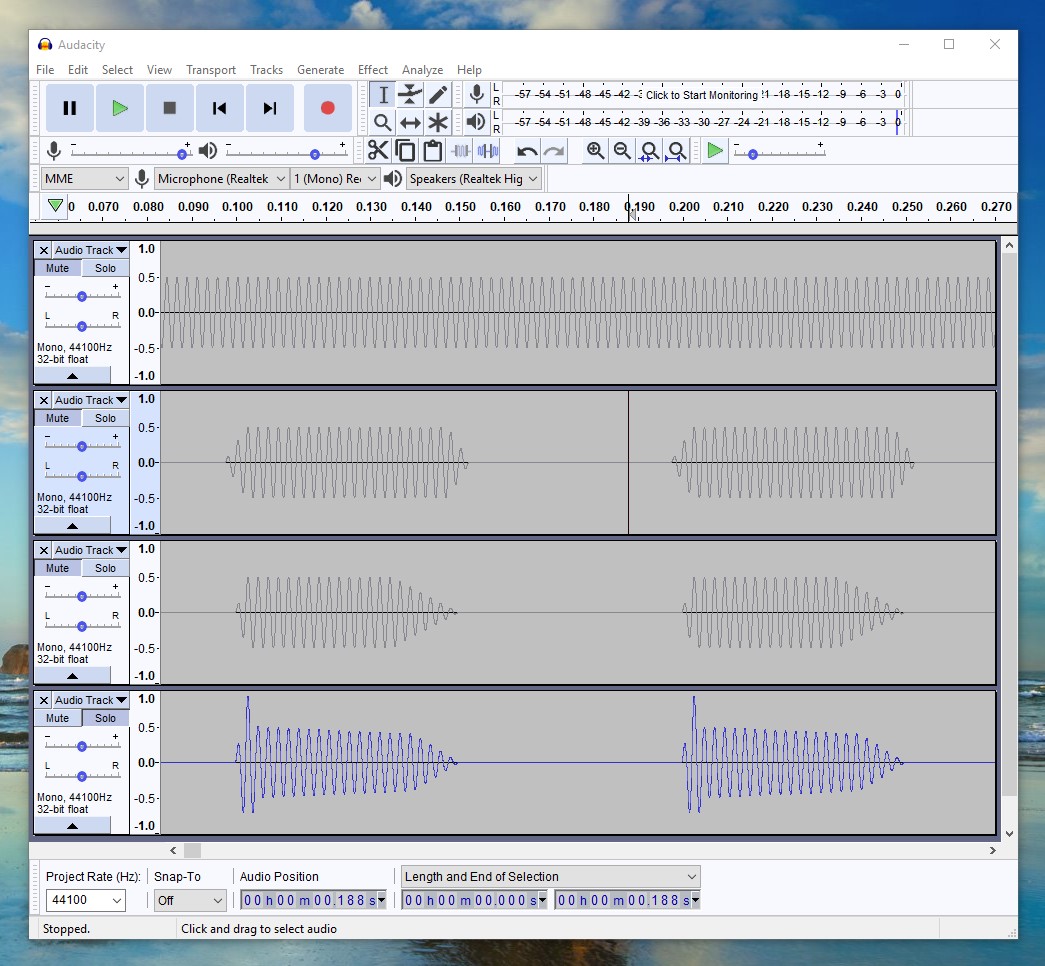 Audacity
File Edit Select View Transport Tracks Generate Effect Analyze Help
L -57 -54 -51 -48 -45 -42 -3 Click to Start Monitoring !1 -18 -15 -12 -9 -6 -3 0
R
L -57 -54 -51 -48 -45 -42 -39 -36 -33 -30 -27 -24 -21 -18 -15 -12 -9 -6 -3 0
R
- + - + - +
MME Microphone (Realtek 1 (Mono) Re Speakers (Realtek Hig
0 0.070 0.080 0.090 0.100 0.110 0.120 0.130 0.140 0.150 0.160 0.170 0.180 0.190 0.200 0.210 0.220 0.230 0.240 0.250 0.260 0.270
Audio Track 1.0
Mute Solo 0.5
- +
L R 0.0
Mono, 44100Hz -0.5
32-bit float
-1.0
Audio Track 1.0
Mute Solo 0.5
- +
L R 0.0
Mono, 44100Hz -0.5
32-bit float
-1.0
Audio Track 1.0
Mute Solo 0.5
- +
L R 0.0
Mono, 44100Hz -0.5
32-bit float
-1.0
Audio Track 1.0
Mute Solo 0.5
- +
L R 0.0
Mono, 44100Hz -0.5
32-bit float
-1.0
Project Rate (Hz): Snap-To Audio Position Length and End of Selection
44100 Off 00 h 00 m 00.188 s 00 h 00 m 00.000 s 00 h 00 m 00.188 s
Stopped. Click and drag to select audio